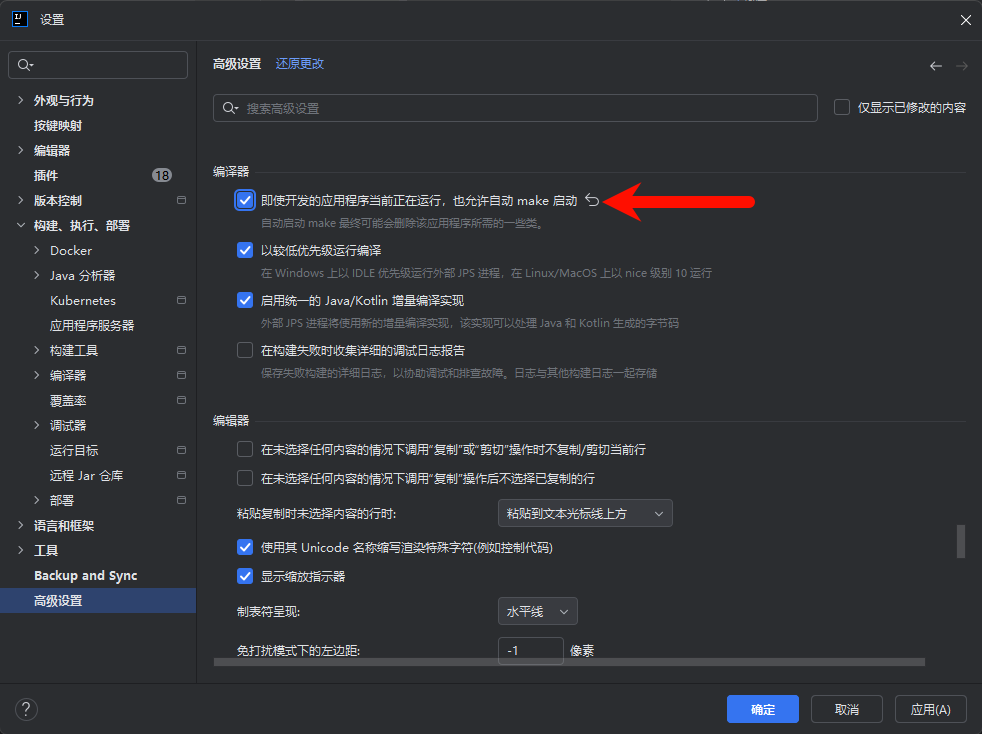 设置
高级设置 还原更改
搜索高级设置
仅显示已修改的内容
外观与行为
按键映射
编辑器
插件 18
版本控制
构建、执行、部署
Docker
Java 分析器
Kubernetes
应用程序服务器
构建工具
编译器
覆盖率
调试器
运行目标
远程 Jar 仓库
部署
语言和框架
工具
Backup and Sync
高级设置
编译器
即使开发的应用程序当前正在运行，也允许自动 make 启动
自动启动 make 最终可能会删除该应用程序所需的一些类。
以较低优先级运行编译
在 Windows 上以 IDLE 优先级运行外部 JPS 进程，在 Linux/MacOS 上以 nice 级别 10 运行
启用统一的 Java/Kotlin 增量编译实现
外部 JPS 进程将使用新的增量编译实现，该实现可以处理 Java 和 Kotlin 生成的字节码
在构建失败时收集详细的调试日志报告
保存失败构建的详细日志，以协助调试和排查故障。日志与其他构建日志一起存储
编辑器
在未选择任何内容的情况下调用“复制”或“剪切”操作时不复制/剪切当前行
在未选择任何内容的情况下调用“复制”操作后不选择已复制的行
粘贴复制时未选择内容的行时: 粘贴到文本光标线上方
使用其 Unicode 名称缩写渲染特殊字符(例如控制代码)
显示缩放指示器
制表符呈现: 水平线
免打扰模式下的左边距: -1 像素
? 确定 取消 应用(A)